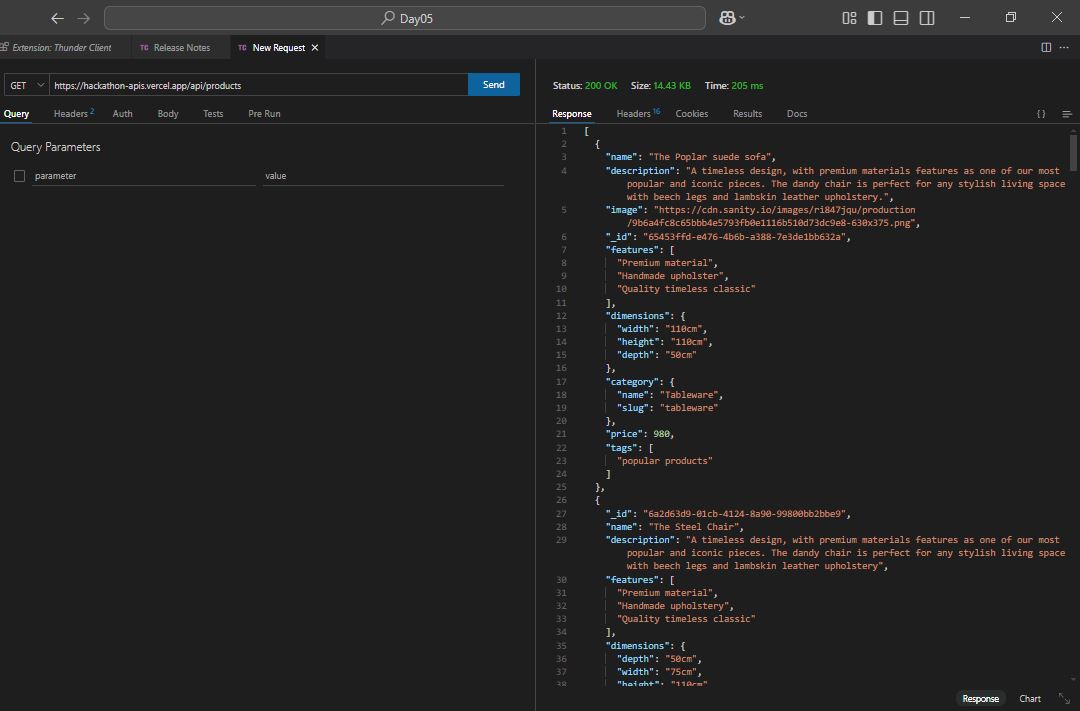 Day05
Extension: Thunder Client
TC Release Notes
TC New Request
GET https://hackathon-apis.vercel.app/api/products Send
Query Headers 2 Auth Body Tests Pre Run
Query Parameters
parameter value
Status: 200 OK Size: 14.43 KB Time: 205 ms
Response Headers 16 Cookies Results Docs {}
1 [
2 {
3 "name": "The Poplar suede sofa",
4 "description": "A timeless design, with premium materials features as one of our most
popular and iconic pieces. The dandy chair is perfect for any stylish living space
with beech legs and lambskin leather upholstery.",
5 "image": "https://cdn.sanity.io/images/ri847jqu/production
/9b6a4fc8c65bbb4e5793fb0e1116b510d73dc9e8-630x375.png",
6 "_id": "65453ffd-e476-4b6b-a388-7e3de1bb632a",
7 "features": [
8 "Premium material",
9 "Handmade upholster",
10 "Quality timeless classic"
11 ],
12 "dimensions": {
13 "width": "110cm",
14 "height": "110cm",
15 "depth": "50cm"
16 },
17 "category": {
18 "name": "Tableware",
19 "slug": "tableware"
20 },
21 "price": 980,
22 "tags": [
23 "popular products"
24 ]
25 },
26 {
27 "_id": "6a2d63d9-01cb-4124-8a90-99800bb2bbe9",
28 "name": "The Steel Chair",
29 "description": "A timeless design, with premium materials features as one of our most
popular and iconic pieces. The dandy chair is perfect for any stylish living space
with beech legs and lambskin leather upholstery",
30 "features": [
31 "Premium material",
32 "Handmade upholstery",
33 "Quality timeless classic"
34 ],
35 "dimensions": {
36 "depth": "50cm",
37 "width": "75cm",
38 "height": "110cm"
Response Chart